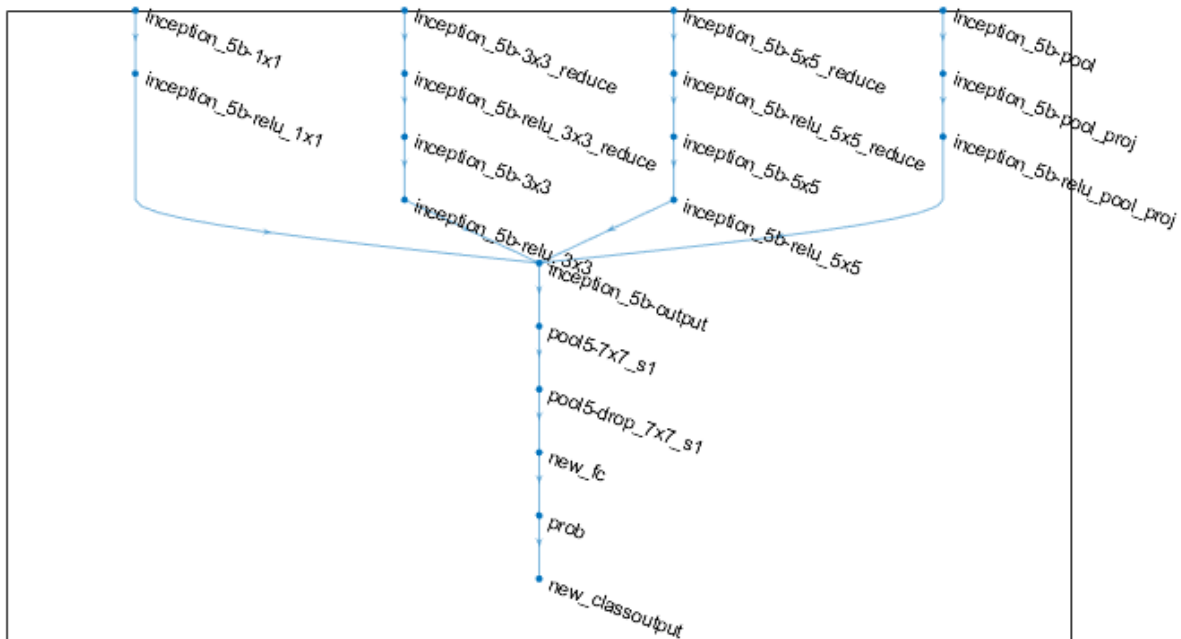 inception_5b-1x1
inception_5b-relu_1x1
inception_5b-3x3_reduce
inception_5b-relu_3x3_reduce
inception_5b-3x3
inception_5b-relu_3x3
inception_5b-5x5_reduce
inception_5b-relu_5x5_reduce
inception_5b-5x5
inception_5b-relu_5x5
inception_5b-pool
inception_5b-pool_proj
inception_5b-relu_pool_proj
inception_5b-output
pool5-7x7_s1
pool5-drop_7x7_s1
new_fc
prob
new_classoutput